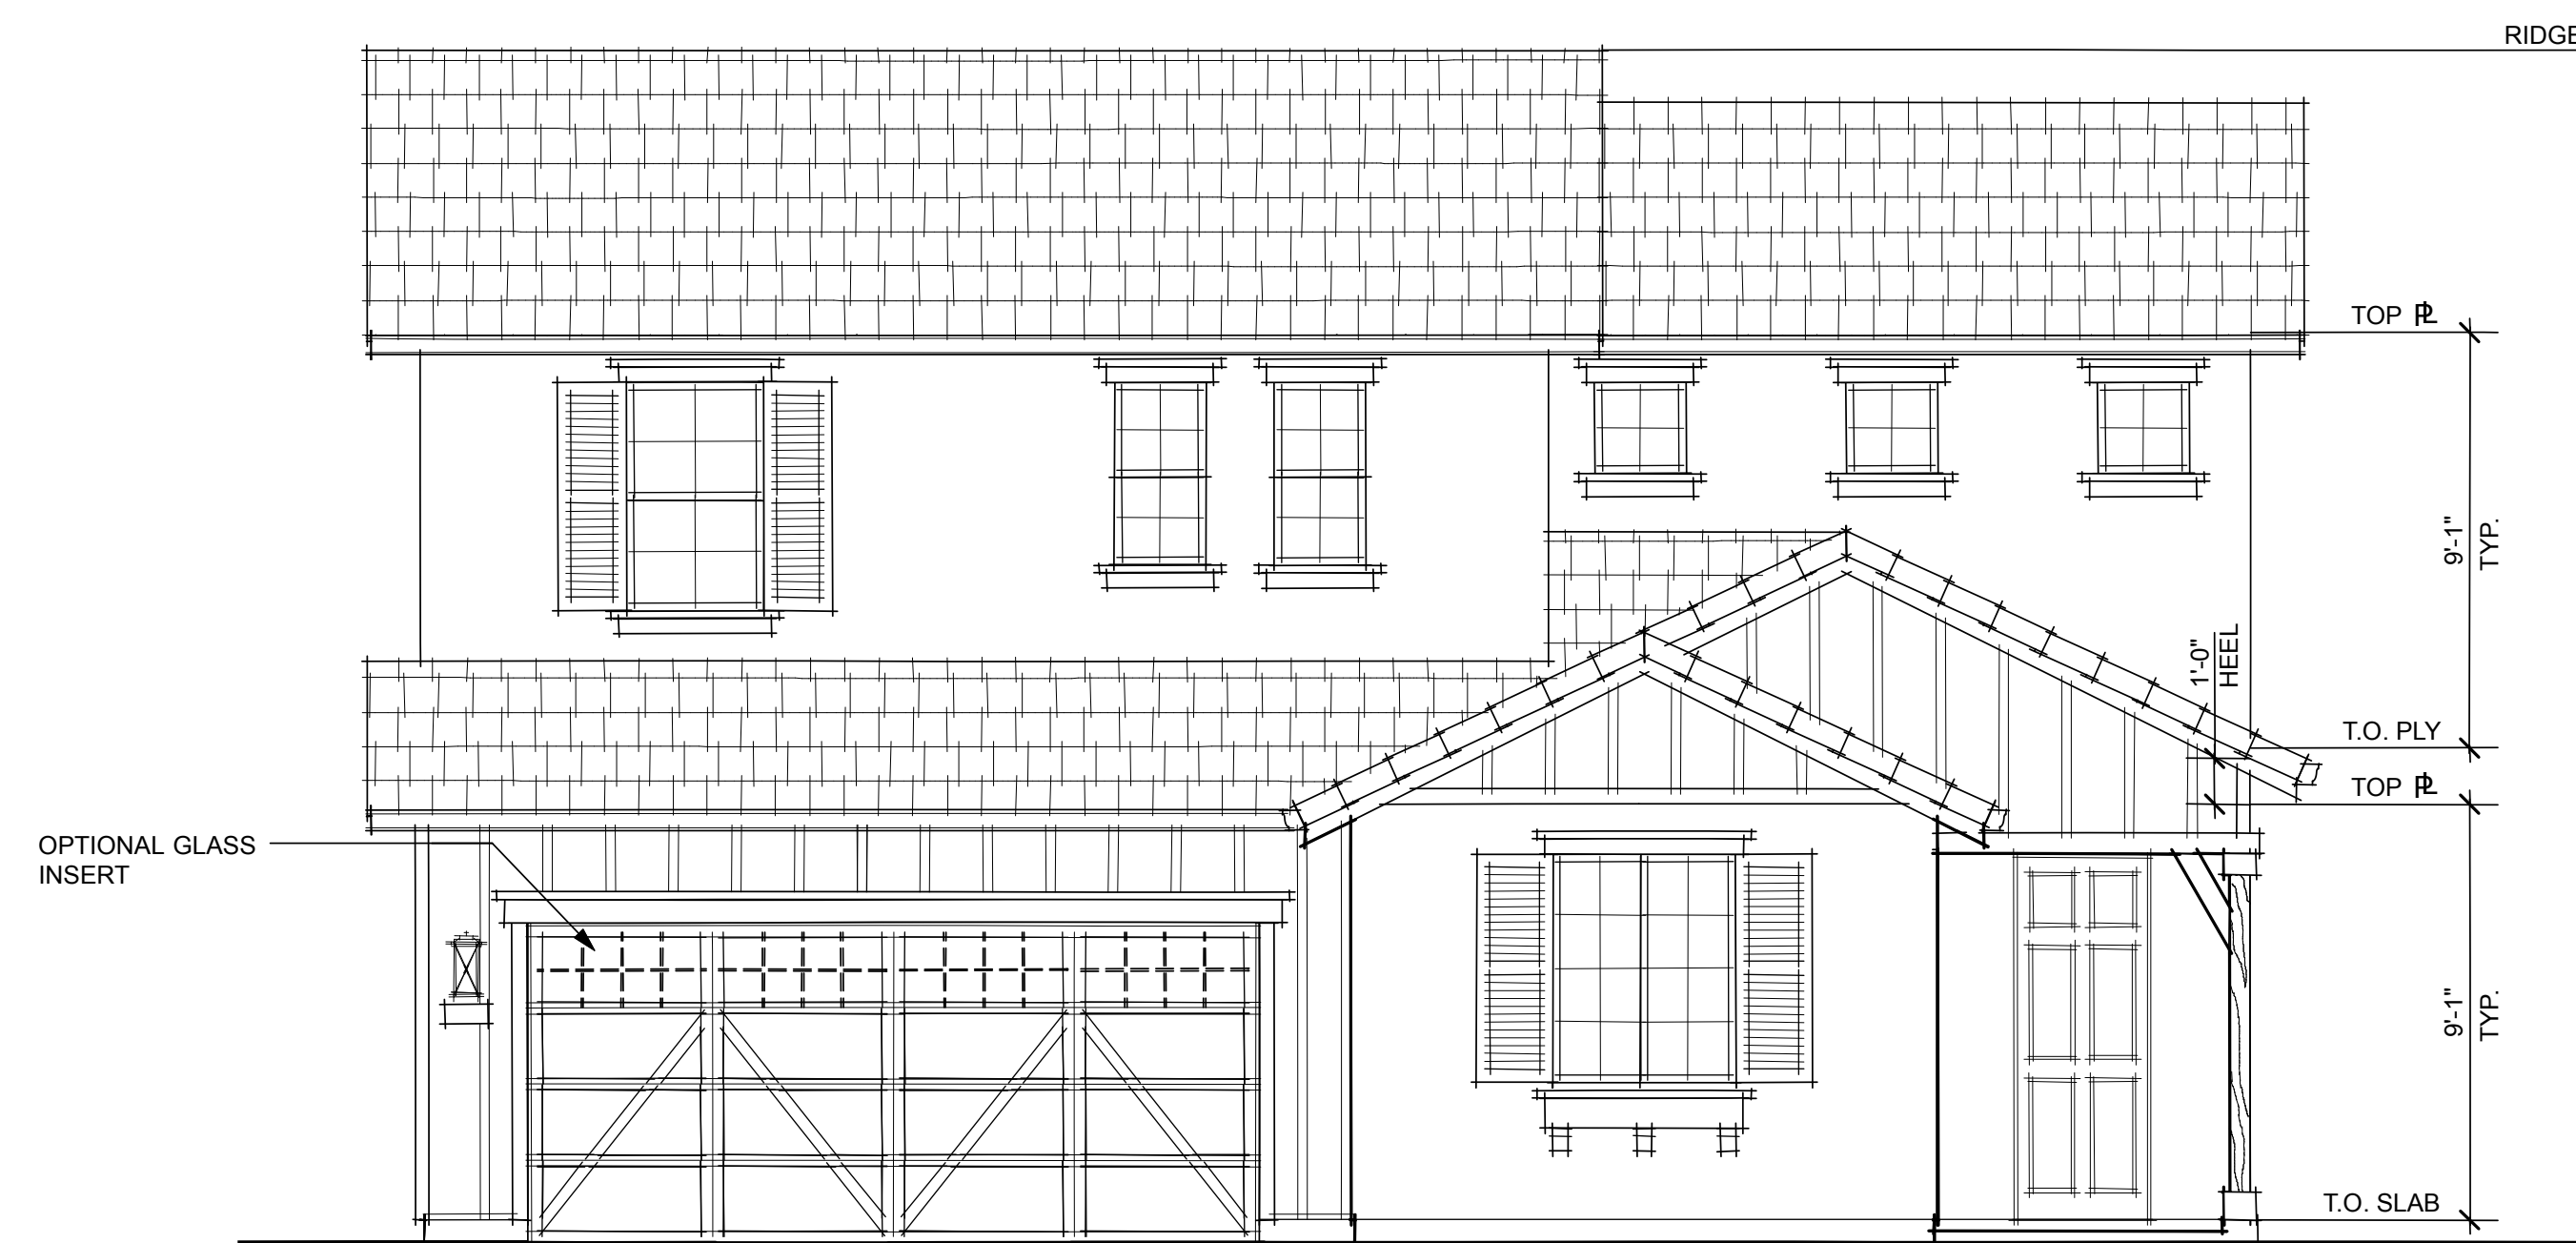 RIDGE
TOP PL
9'-1"
TYP.
1'-0"
HEEL
T.O. PLY
TOP PL
OPTIONAL GLASS
INSERT
9'-1"
TYP.
T.O. SLAB